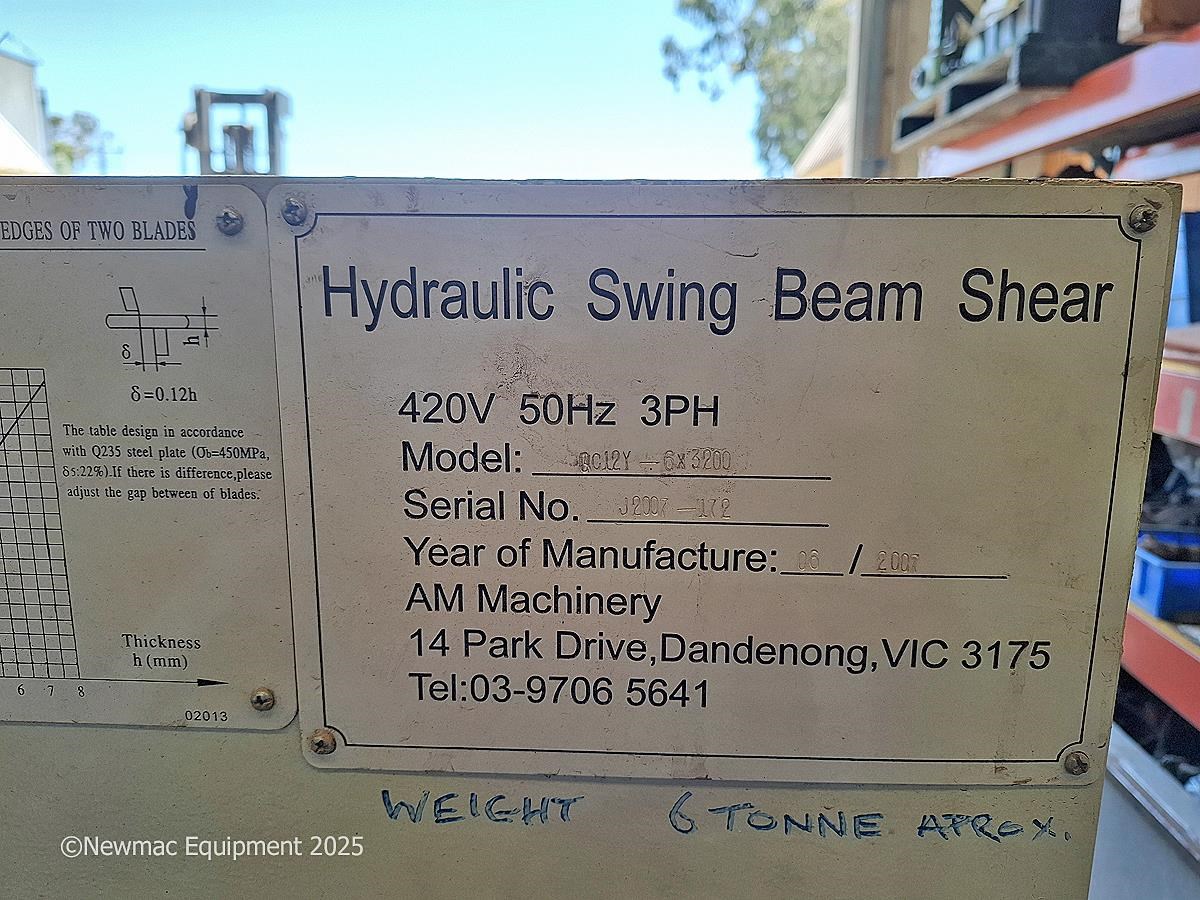 EDGES OF TWO BLADES
δ
h
δ=0.12h
The table design in accordance
with Q235 steel plate (σb=450MPa,
δ5:22%).If there is difference,please
adjust the gap between of blades.
Thickness
h (mm)
6 7 8
02013
Hydraulic Swing Beam Shear
420V 50Hz 3PH
Model: QC12Y-6x3200
Serial No. J2007-172
Year of Manufacture: 06 / 2007
AM Machinery
14 Park Drive,Dandenong,VIC 3175
Tel:03-9706 5641
WEIGHT 6 TONNE APROX.
©Newmac Equipment 2025